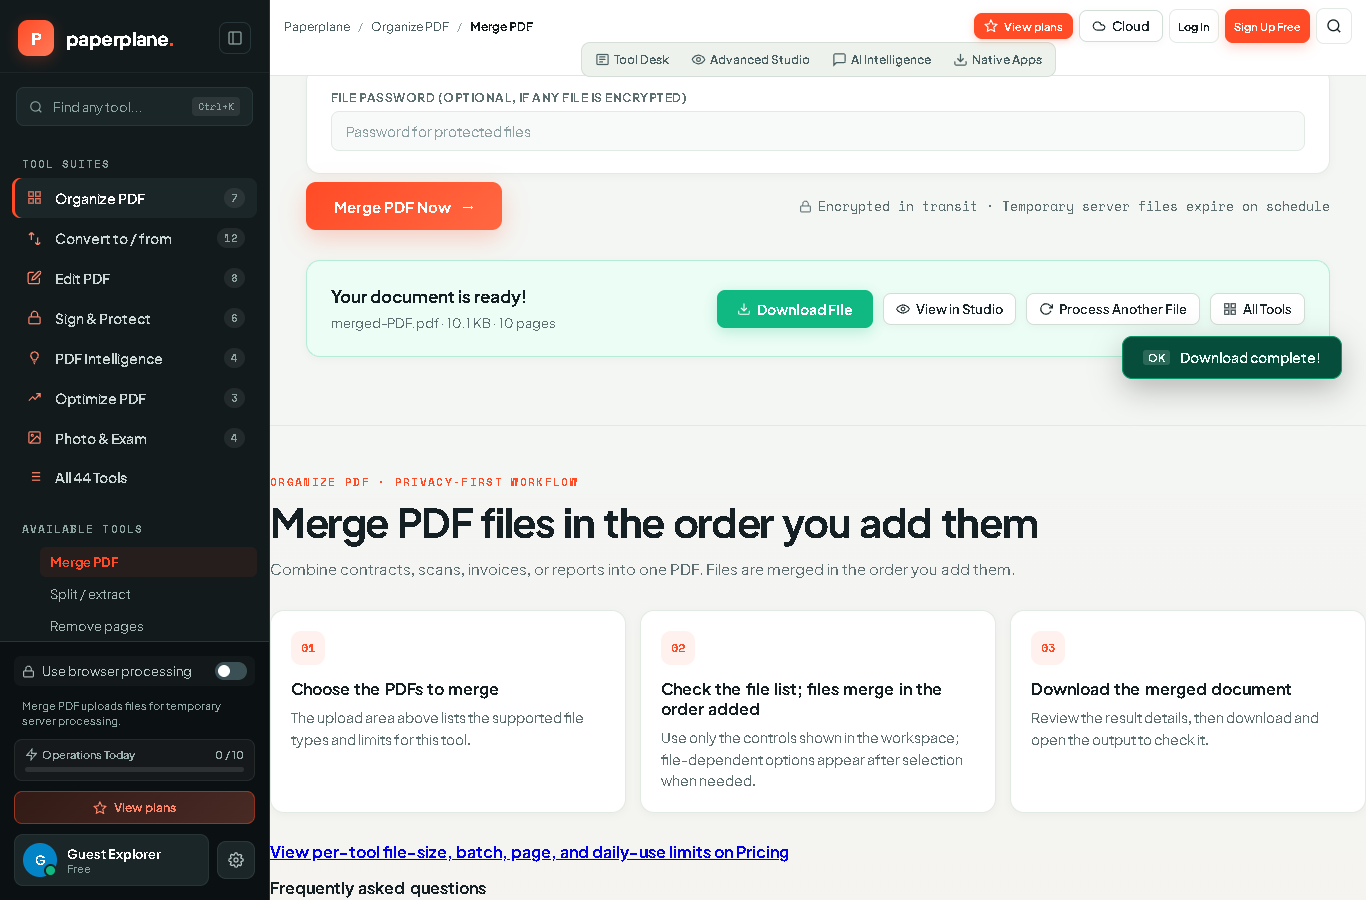 P paperplane.
Find any tool... Ctrl+K
TOOL SUITES
Organize PDF 7
Convert to / from 12
Edit PDF 8
Sign & Protect 6
PDF Intelligence 4
Optimize PDF 3
Photo & Exam 4
All 44 Tools
AVAILABLE TOOLS
Merge PDF
Split / extract
Remove pages
Use browser processing
Merge PDF uploads files for temporary
server processing.
Operations Today 0 / 10
View plans
G Guest Explorer
Free
Paperplane / Organize PDF / Merge PDF
View plans Cloud Log In Sign Up Free
Tool Desk Advanced Studio AI Intelligence Native Apps
FILE PASSWORD (OPTIONAL, IF ANY FILE IS ENCRYPTED)
Password for protected files
Merge PDF Now →
Encrypted in transit · Temporary server files expire on schedule
Your document is ready!
merged-PDF.pdf · 10.1 KB · 10 pages
Download File View in Studio Process Another File All Tools
OK Download complete!
ORGANIZE PDF · PRIVACY-FIRST WORKFLOW
Merge PDF files in the order you add them
Combine contracts, scans, invoices, or reports into one PDF. Files are merged in the order you add them.
01
Choose the PDFs to merge
The upload area above lists the supported file
types and limits for this tool.
02
Check the file list; files merge in the
order added
Use only the controls shown in the workspace;
file-dependent options appear after selection
when needed.
03
Download the merged document
Review the result details, then download and
open the output to check it.
View per-tool file-size, batch, page, and daily-use limits on Pricing
Frequently asked questions